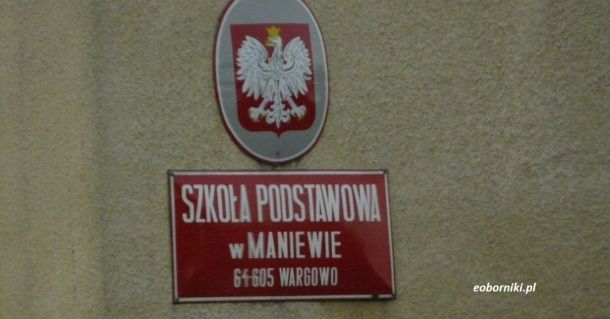 SZKOŁA PODSTAWOWA
w MANIEWIE
64-605 WARGOWO
eoborniki.pl